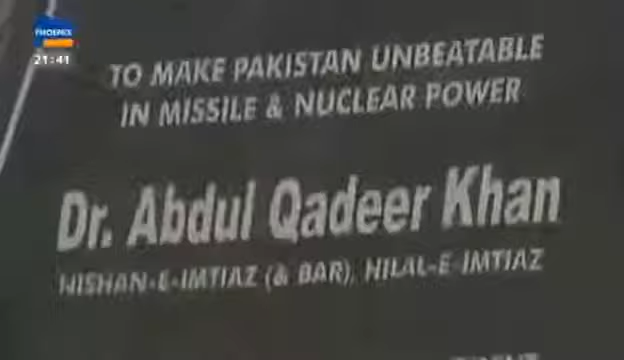 PHOENIX
21:41
TO MAKE PAKISTAN UNBEATABLE
IN MISSILE & NUCLEAR POWER
Dr. Abdul Qadeer Khan
NISHAN-E-IMTIAZ (& BAR), HILAL-E-IMTIAZ